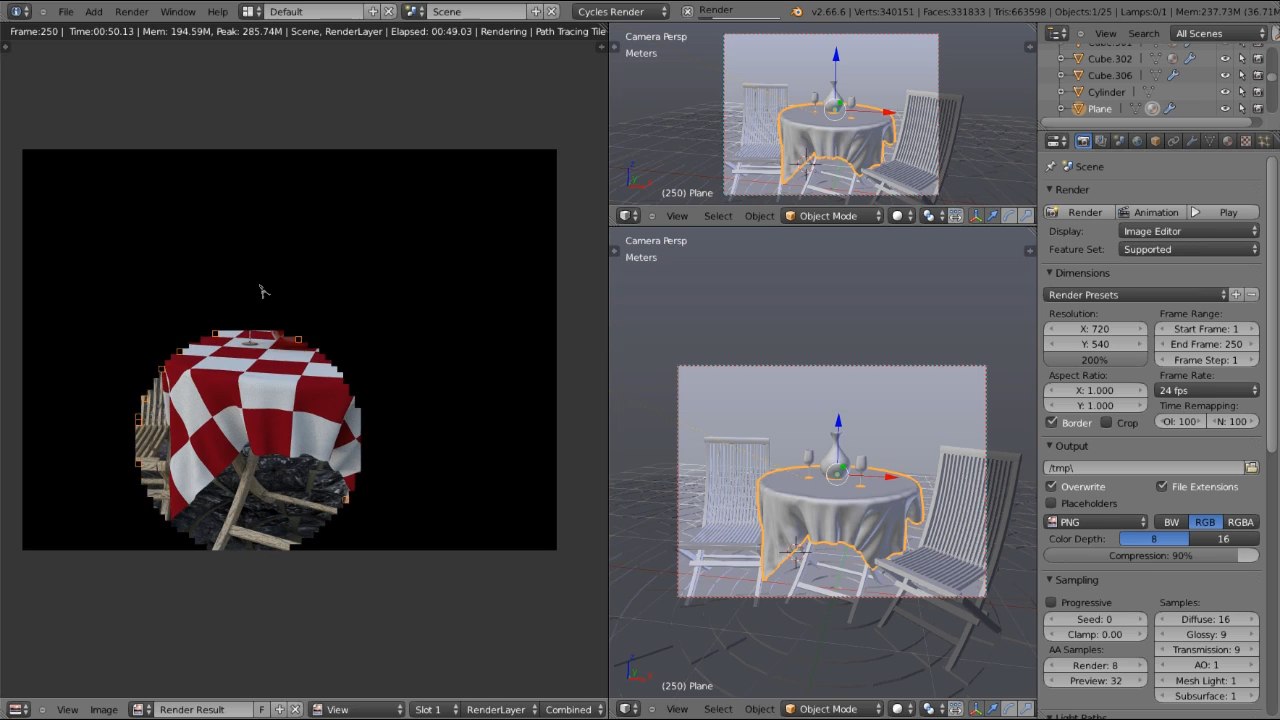 File Add Render Window Help Default Scene Cycles Render Render v2.66.6 | Verts:340151 | Faces:331833 | Tris:663598 | Objects:1/25 | Lamps:0/1 | Mem:237.73M (36.71M
Frame:250 | Time:00:50.13 | Mem: 194.59M, Peak: 285.74M | Scene, RenderLayer | Elapsed: 00:49.03 | Rendering | Path Tracing Tile
Camera Persp
Meters
(250) Plane
View Select Object Object Mode
Camera Persp
Meters
(250) Plane
View Search All Scenes
Cube.302
Cube.306
Cylinder
Plane
Scene
Render
Render Animation Play
Display: Image Editor
Feature Set: Supported
Dimensions
Render Presets
Resolution: Frame Range:
X: 720 Start Frame: 1
Y: 540 End Frame: 250
200% Frame Step: 1
Aspect Ratio: Frame Rate:
X: 1.000 24 fps
Y: 1.000 Time Remapping:
Border Crop Ol: 100 N: 100
Output
/tmp\
Overwrite File Extensions
Placeholders
PNG BW RGB RGBA
Color Depth: 8 16
Compression: 90%
Sampling
Progressive Samples:
Seed: 0 Diffuse: 16
Clamp: 0.00 Glossy: 9
AA Samples: Transmission: 9
Render: 8 AO: 1
Preview: 32 Mesh Light: 1
Subsurface: 1
View Image Render Result F View Slot 1 RenderLayer Combined
View Select Object Object Mode